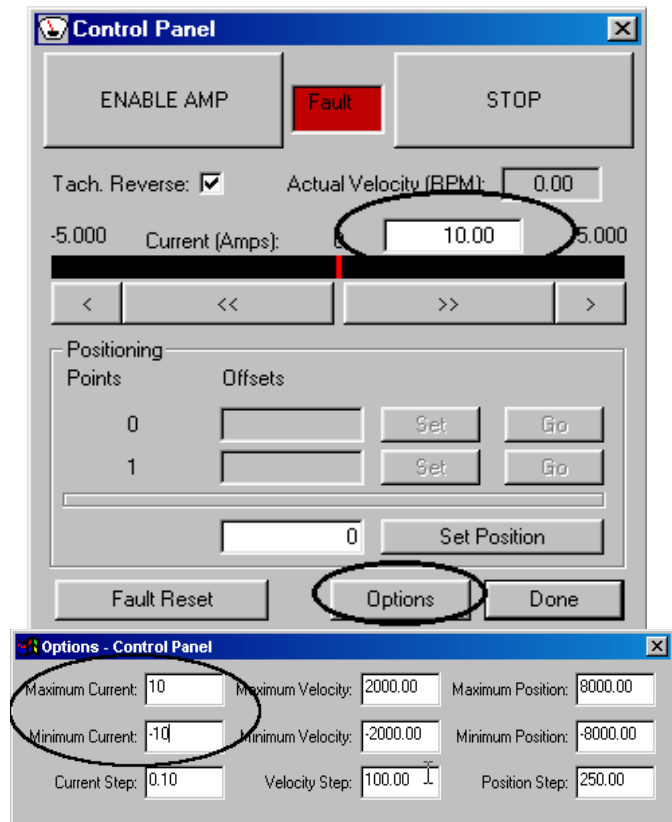 Control Panel
ENABLE AMP Fault STOP
Tach. Reverse: Actual Velocity (RPM): 0.00
-5.000 Current (Amps): 10.00 5.000
< << >> >
Positioning
Points Offsets
0 Set Go
1 Set Go
0 Set Position
Fault Reset Options Done
Options - Control Panel
Maximum Current: 10 Maximum Velocity: 2000.00 Maximum Position: 8000.00
Minimum Current: -10 Minimum Velocity: -2000.00 Minimum Position: -8000.00
Current Step: 0.10 Velocity Step: 100.00 Position Step: 250.00